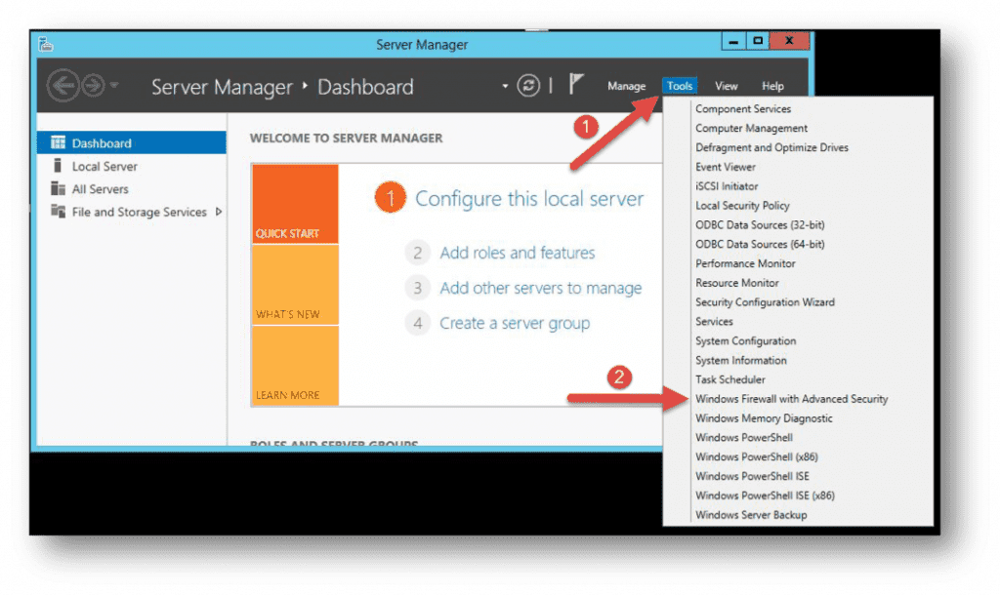 Server Manager
Server Manager ‣ Dashboard
Manage
Tools
View
Help
1
Dashboard
Local Server
All Servers
File and Storage Services
WELCOME TO SERVER MANAGER
QUICK START
WHAT'S NEW
LEARN MORE
1 Configure this local server
2 Add roles and features
3 Add other servers to manage
4 Create a server group
ROLES AND SERVER GROUPS
Component Services
Computer Management
Defragment and Optimize Drives
Event Viewer
iSCSI Initiator
Local Security Policy
ODBC Data Sources (32-bit)
ODBC Data Sources (64-bit)
Performance Monitor
Resource Monitor
Security Configuration Wizard
Services
System Configuration
System Information
Task Scheduler
2
Windows Firewall with Advanced Security
Windows Memory Diagnostic
Windows PowerShell
Windows PowerShell (x86)
Windows PowerShell ISE
Windows PowerShell ISE (x86)
Windows Server Backup